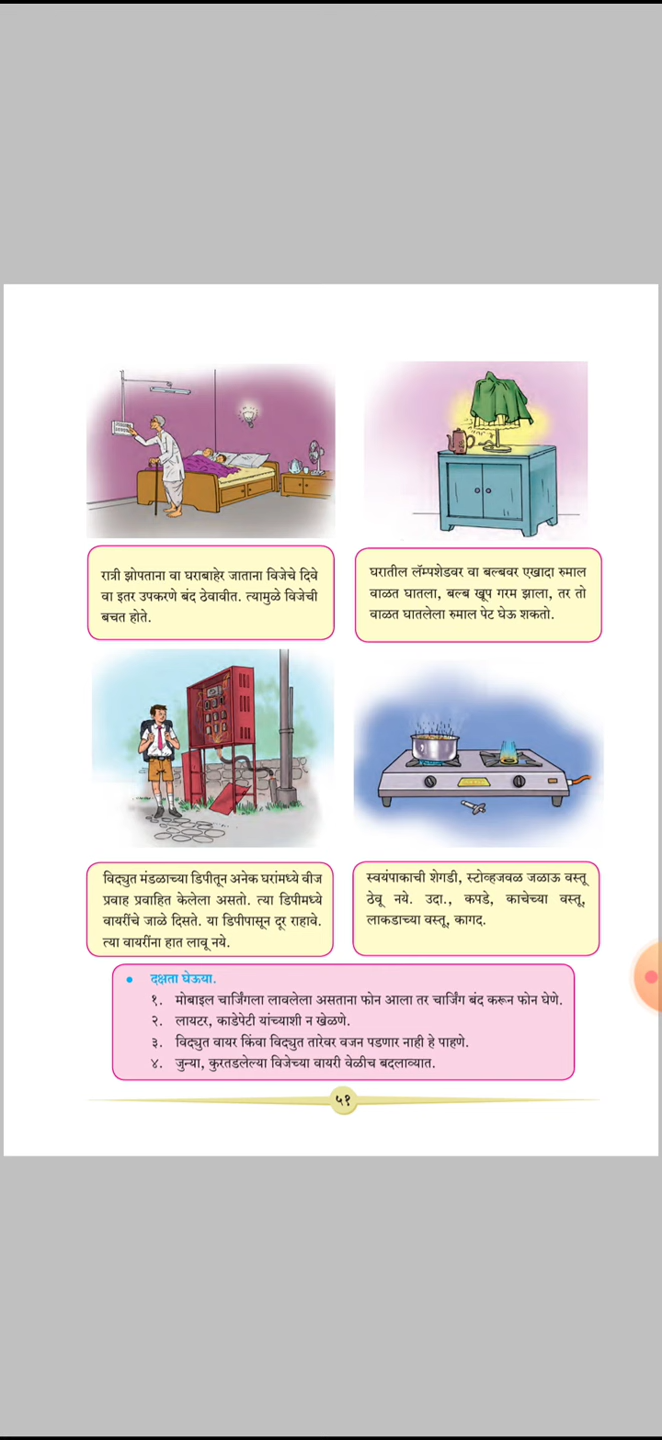 रात्री झोपताना वा घराबाहेर जाताना विजेचे दिवे
वा इतर उपकरणे बंद ठेवावीत. त्यामुळे विजेची
बचत होते.
घरातील लॅम्पशेडवर वा बल्बवर एखादा रुमाल
वाळत घातला, बल्ब खूप गरम झाला, तर तो
वाळत घातलेला रुमाल पेट घेऊ शकतो.
विद्युत मंडळाच्या डिपीतून अनेक घरांमध्ये वीज
प्रवाह प्रवाहित केलेला असतो. त्या डिपीमध्ये
वायरींचे जाळे दिसते. या डिपीपासून दूर राहावे.
त्या वायरींना हात लावू नये.
स्वयंपाकाची शेगडी, स्टोव्हजवळ जळाऊ वस्तू
ठेवू नये. उदा., कपडे, काचेच्या वस्तू,
लाकडाच्या वस्तू, कागद.
• दक्षता घेऊया.
१. मोबाइल चार्जिंगला लावलेला असताना फोन आला तर चार्जिंग बंद करून फोन घेणे.
२. लायटर, काडेपेटी यांच्याशी न खेळणे.
३. विद्युत वायर किंवा विद्युत तारेवर वजन पडणार नाही हे पाहणे.
४. जुन्या, कुरतडलेल्या विजेच्या वायरी वेळीच बदलाव्यात.
५१